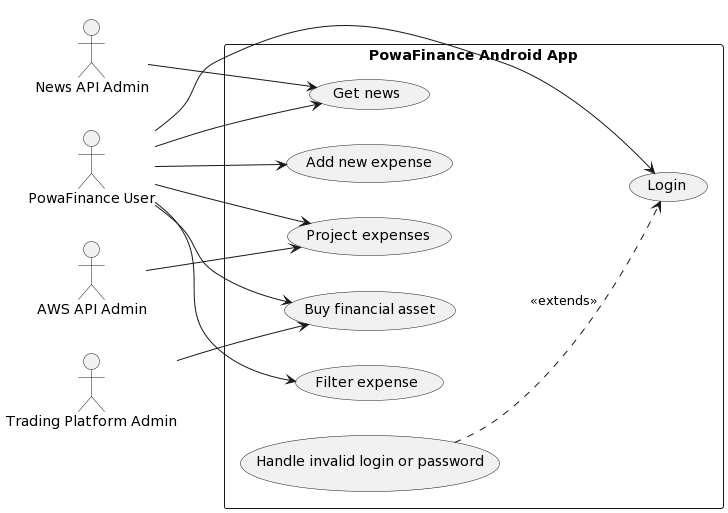 PowaFinance Android App
News API Admin
Get news
PowaFinance User
Add new expense
Login
Project expenses
AWS API Admin
«extends»
Buy financial asset
Filter expense
Trading Platform Admin
Handle invalid login or password